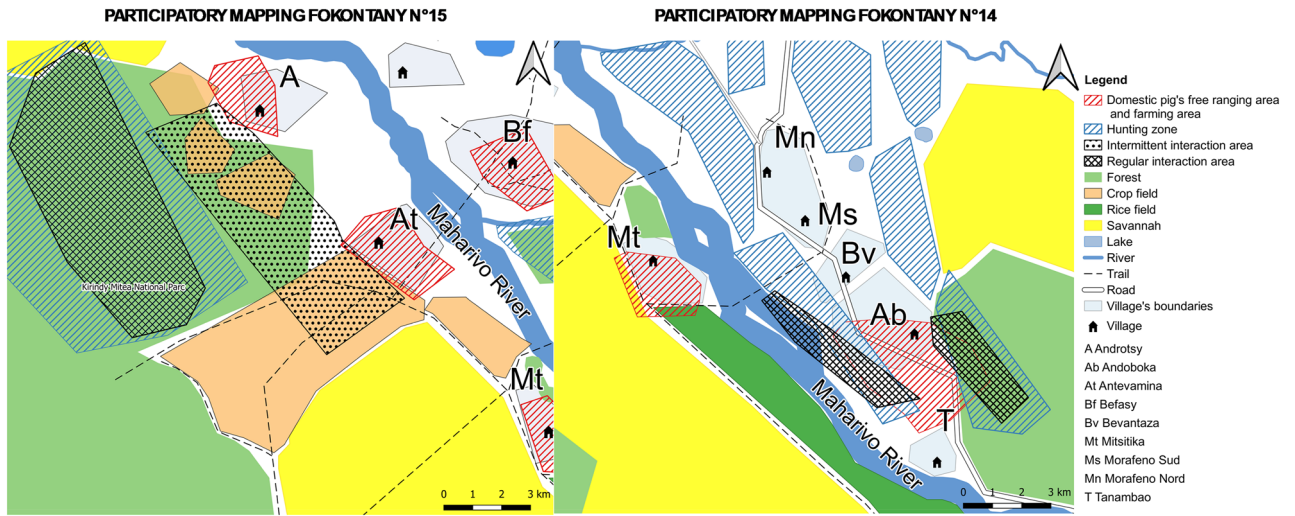 PARTICIPATORY MAPPING FOKONTANY N°15
PARTICIPATORY MAPPING FOKONTANY N°14
A
Bf
At
Maharivo River
Kirindy Mitea National Parc
Mt
0 1 2 3 km
Mn
Ms
Mt
Bv
Ab
Maharivo River
T
0 1 2 3 km
Legend
Domestic pig's free ranging area
and farming area
Hunting zone
Intermittent interaction area
Regular interaction area
Forest
Crop field
Rice field
Savannah
Lake
River
Trail
Road
Village's boundaries
Village
A Androtsy
Ab Andoboka
At Antevamina
Bf Befasy
Bv Bevantaza
Mt Mitsitika
Ms Morafeno Sud
Mn Morafeno Nord
T Tanambao